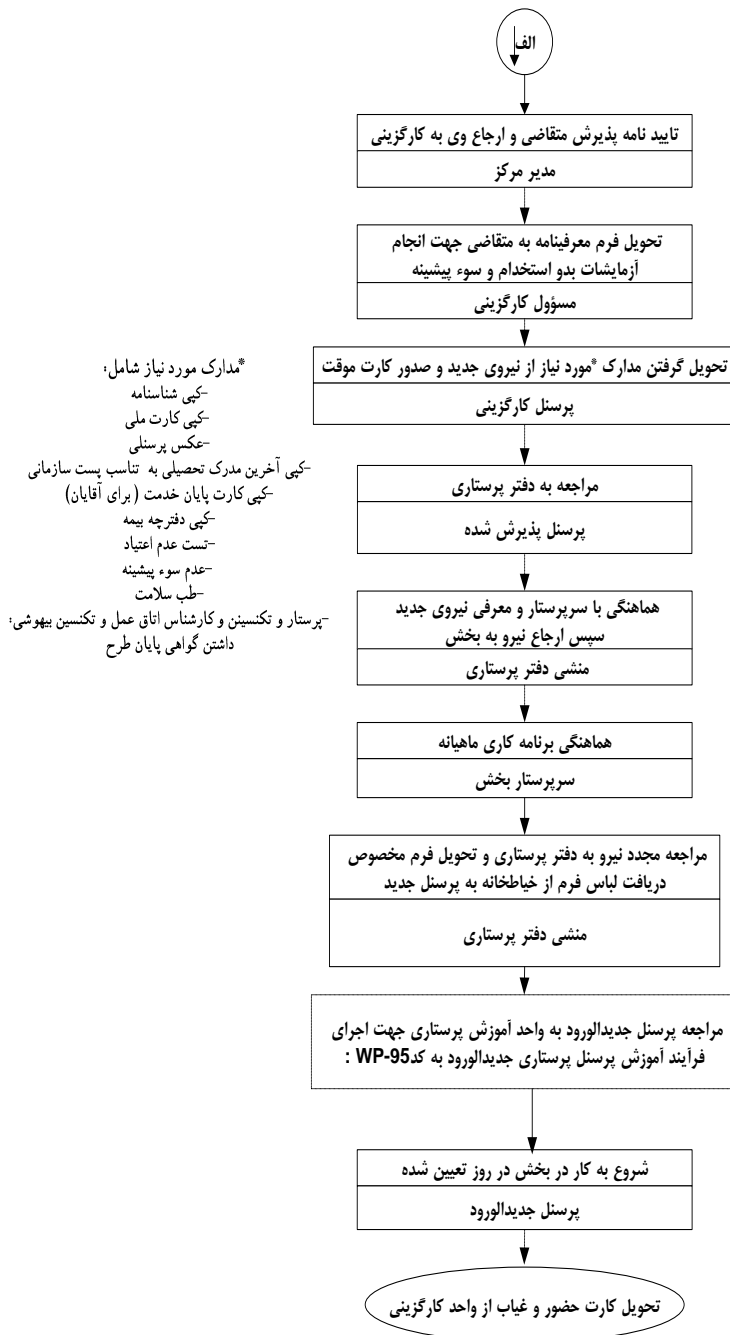 الف
تایید نامه پذیرش متقاضی و ارجاع وی به کارگزینی
مدیر مرکز
تحویل فرم معرفینامه به متقاضی جهت انجام
آزمایشات بدو استخدام و سوء پیشینه
مسؤول کارگزینی
تحویل گرفتن مدارک *مورد نیاز از نیروی جدید و صدور کارت موقت
پرسنل کارگزینی
*مدارک مورد نیاز شامل:
-کپی شناسنامه
-کپی کارت ملی
-عکس پرسنلی
-کپی آخرین مدرک تحصیلی به تناسب پست سازمانی
-کپی کارت پایان خدمت (برای آقایان)
-کپی دفترچه بیمه
-تست عدم اعتیاد
-عدم سوء پیشینه
-طب سلامت
-پرستار و تکنسینن و کارشناس اتاق عمل و تکنسین بیهوشی:
داشتن گواهی پایان طرح
مراجعه به دفتر پرستاری
پرسنل پذیرش شده
هماهنگی با سرپرستار و معرفی نیروی جدید
سپس ارجاع نیرو به بخش
منشی دفتر پرستاری
هماهنگی برنامه کاری ماهیانه
سرپرستار بخش
مراجعه مجدد نیرو به دفتر پرستاری و تحویل فرم مخصوص
دریافت لباس فرم از خیاطخانه به پرسنل جدید
منشی دفتر پرستاری
مراجعه پرسنل جدیدالورود به واحد آموزش پرستاری جهت اجرای
فرآیند آموزش پرسنل پرستاری جدیدالورود به کدWP-95 :
شروع به کار در بخش در روز تعیین شده
پرسنل جدیدالورود
تحویل کارت حضور و غیاب از واحد کارگزینی